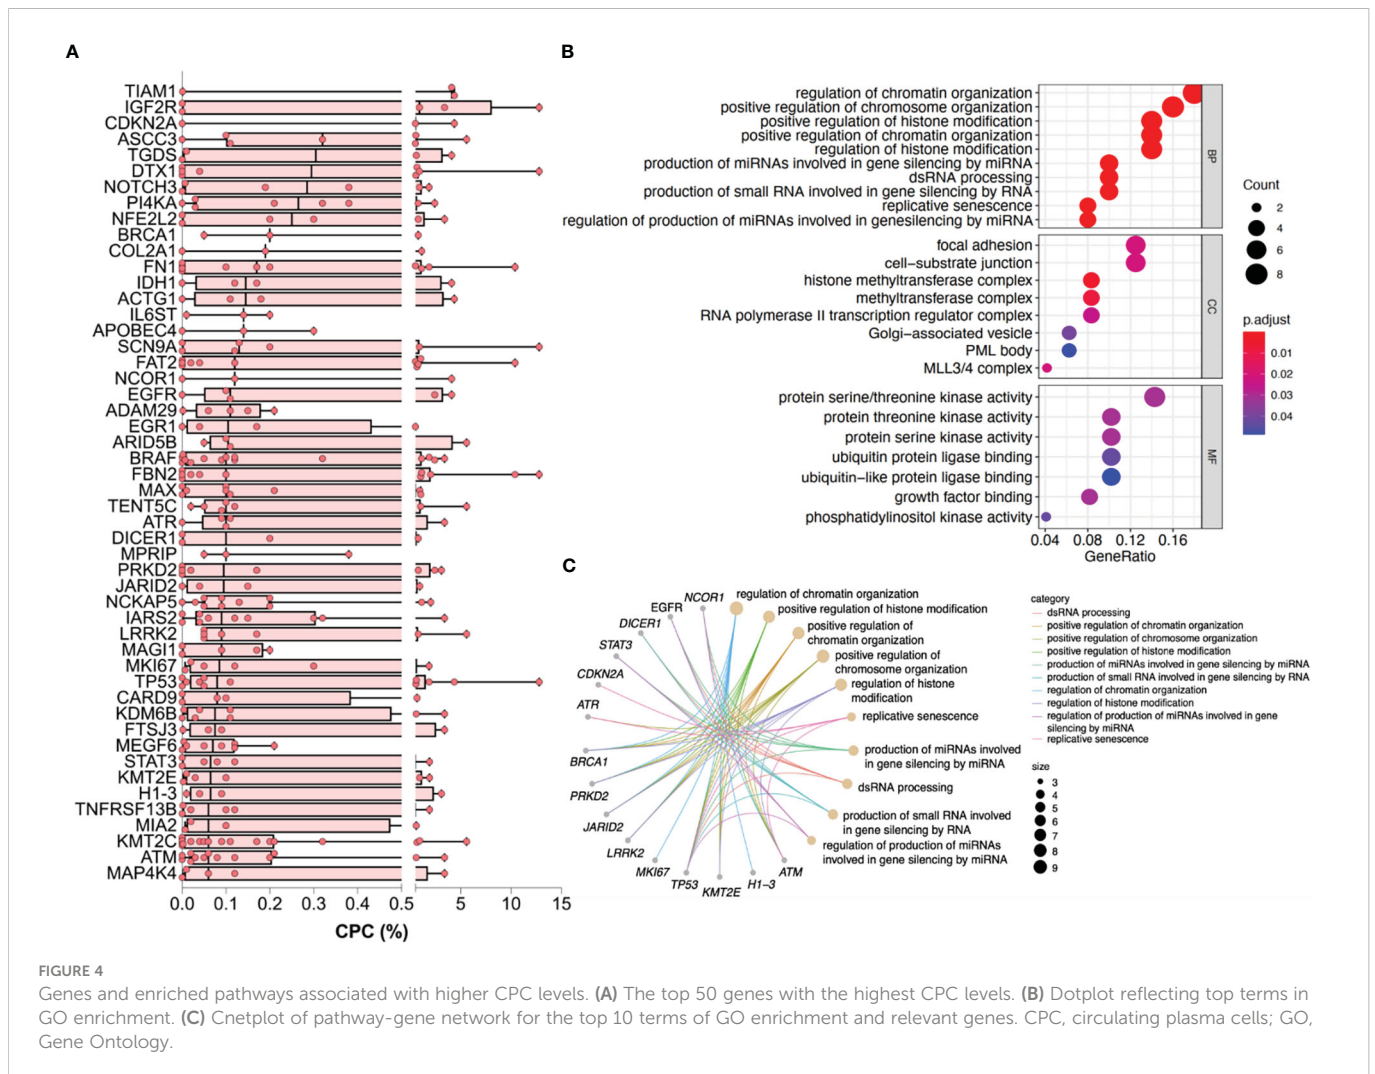 A
TIAM1
IGF2R
CDKN2A
ASCC3
TGDS
DTX1
NOTCH3
PI4KA
NFE2L2
BRCA1
COL2A1
FN1
IDH1
ACTG1
IL6ST
APOBEC4
SCN9A
FAT2
NCOR1
EGFR
ADAM29
EGR1
ARID5B
BRAF
FBN2
MAX
TENT5C
ATR
DICER1
MPRIP
PRKD2
JARID2
NCKAP5
IARS2
LRRK2
MAGI1
MKI67
TP53
CARD9
KDM6B
FTSJ3
MEGF6
STAT3
KMT2E
H1-3
TNFRSF13B
MIA2
KMT2C
ATM
MAP4K4
0.0 0.1 0.2 0.3 0.4 0.5 5 10 15
CPC (%)
B
regulation of chromatin organization
positive regulation of chromosome organization
positive regulation of histone modification
positive regulation of chromatin organization
regulation of histone modification
production of miRNAs involved in gene silencing by miRNA
dsRNA processing
production of small RNA involved in gene silencing by RNA
replicative senescence
regulation of production of miRNAs involved in genesilencing by miRNA
BP
focal adhesion
cell−substrate junction
histone methyltransferase complex
methyltransferase complex
RNA polymerase II transcription regulator complex
Golgi−associated vesicle
PML body
MLL3/4 complex
CC
protein serine/threonine kinase activity
protein threonine kinase activity
protein serine kinase activity
ubiquitin protein ligase binding
ubiquitin−like protein ligase binding
growth factor binding
phosphatidylinositol kinase activity
MF
0.04 0.08 0.12 0.16
GeneRatio
Count
2
4
6
8
p.adjust
0.01
0.02
0.03
0.04
C
NCOR1
EGFR
DICER1
STAT3
CDKN2A
ATR
BRCA1
PRKD2
JARID2
LRRK2
MKI67
TP53
KMT2E
H1−3
ATM
regulation of chromatin organization
positive regulation of histone modification
positive regulation of
chromatin organization
positive regulation of
chromosome organization
regulation of histone
modification
replicative senescence
production of miRNAs involved
in gene silencing by miRNA
dsRNA processing
production of small RNA involved
in gene silencing by RNA
regulation of production of miRNAs
involved in gene silencing by miRNA
category
dsRNA processing
positive regulation of chromatin organization
positive regulation of chromosome organization
positive regulation of histone modification
production of miRNAs involved in gene silencing by miRNA
production of small RNA involved in gene silencing by RNA
regulation of chromatin organization
regulation of histone modification
regulation of production of miRNAs involved in gene
silencing by miRNA
replicative senescence
size
3
4
5
6
7
8
9
FIGURE 4
Genes and enriched pathways associated with higher CPC levels. (A) The top 50 genes with the highest CPC levels. (B) Dotplot reflecting top terms in
GO enrichment. (C) Cnetplot of pathway-gene network for the top 10 terms of GO enrichment and relevant genes. CPC, circulating plasma cells; GO,
Gene Ontology.